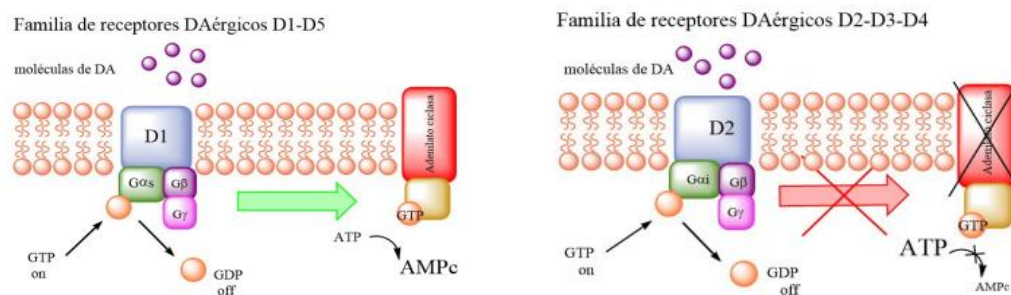 Familia de receptores DAérgicos D1-D5
moléculas de DA
D1
Adenilato ciclasa
Gαs
Gβ
Gγ
GTP
ATP
AMPc
GTP
on
GDP
off
Familia de receptores DAérgicos D2-D3-D4
moléculas de DA
D2
Adenilato ciclasa
Gαi
Gβ
Gγ
GTP
ATP
AMPc
GTP
on
GDP
off